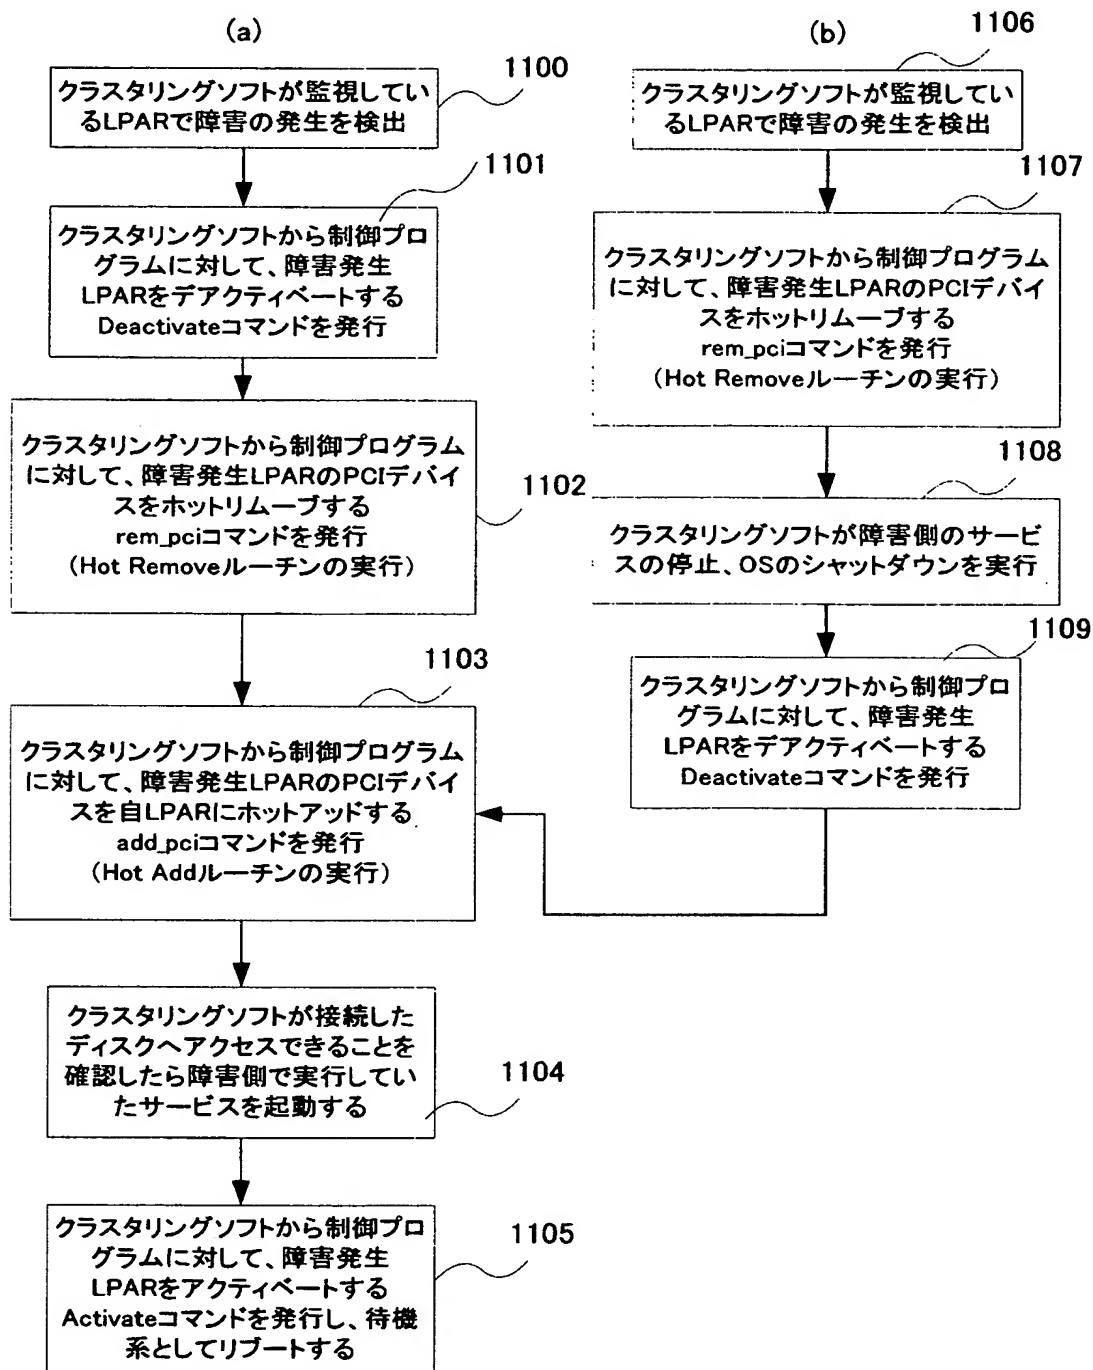 (a)
1100
クラスタリングソフトが監視してい
るLPARで障害の発生を検出
1101
クラスタリングソフトから制御プロ
グラムに対して、障害発生
LPARをデアクティベートする
Deactivateコマンドを発行
クラスタリングソフトから制御プログラム
に対して、障害発生LPARのPCIデバイ
スをホットリムーブする
rem_pciコマンドを発行
(Hot Removeルーチンの実行)
1102
1103
クラスタリングソフトから制御プログラム
に対して、障害発生LPARのPCIデバイス
を自LPARにホットアッドする
add_pciコマンドを発行
(Hot Addルーチンの実行)
クラスタリングソフトが接続した
ディスクへアクセスできることを
確認したら障害側で実行してい
たサービスを起動する
1104
クラスタリングソフトから制御プロ
グラムに対して、障害発生
LPARをアクティベートする
Activateコマンドを発行し、待機
系としてリブートする
1105
(b)
1106
クラスタリングソフトが監視してい
るLPARで障害の発生を検出
1107
クラスタリングソフトから制御プログラム
に対して、障害発生LPARのPCIデバイ
スをホットリムーブする
rem_pciコマンドを発行
(Hot Removeルーチンの実行)
1108
クラスタリングソフトが障害側のサービ
スの停止、OSのシャットダウンを実行
1109
クラスタリングソフトから制御プロ
グラムに対して、障害発生
LPARをデアクティベートする
Deactivateコマンドを発行